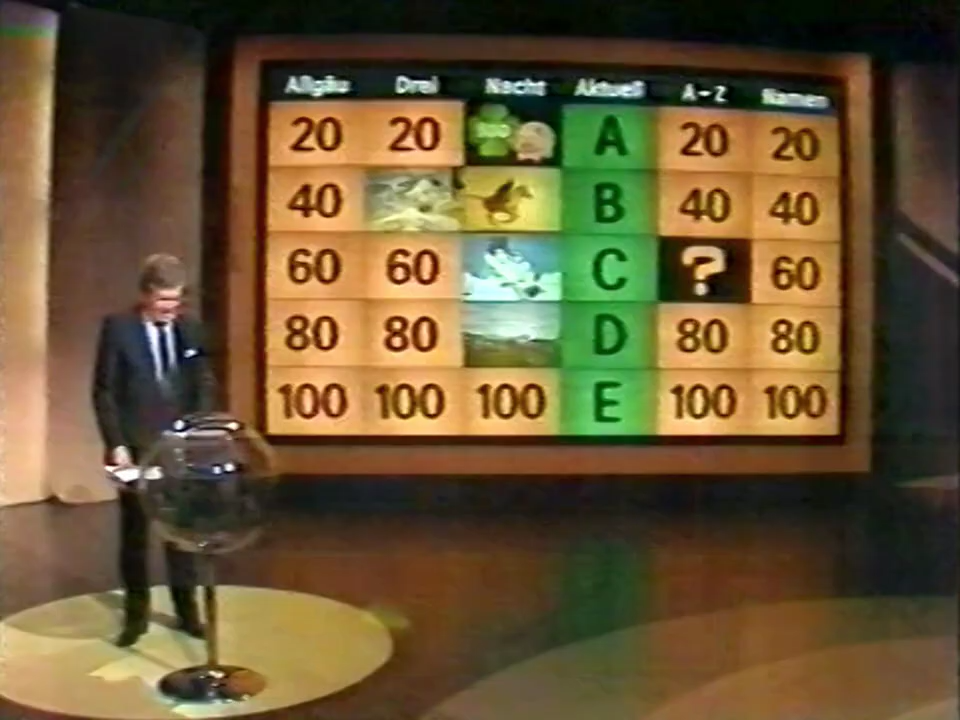 Allgäu Drei Nacht Aktuell A-Z Namen
20 20 A 20 20
40 B 40 40
60 60 C ? 60
80 80 D 80 80
100 100 100 E 100 100